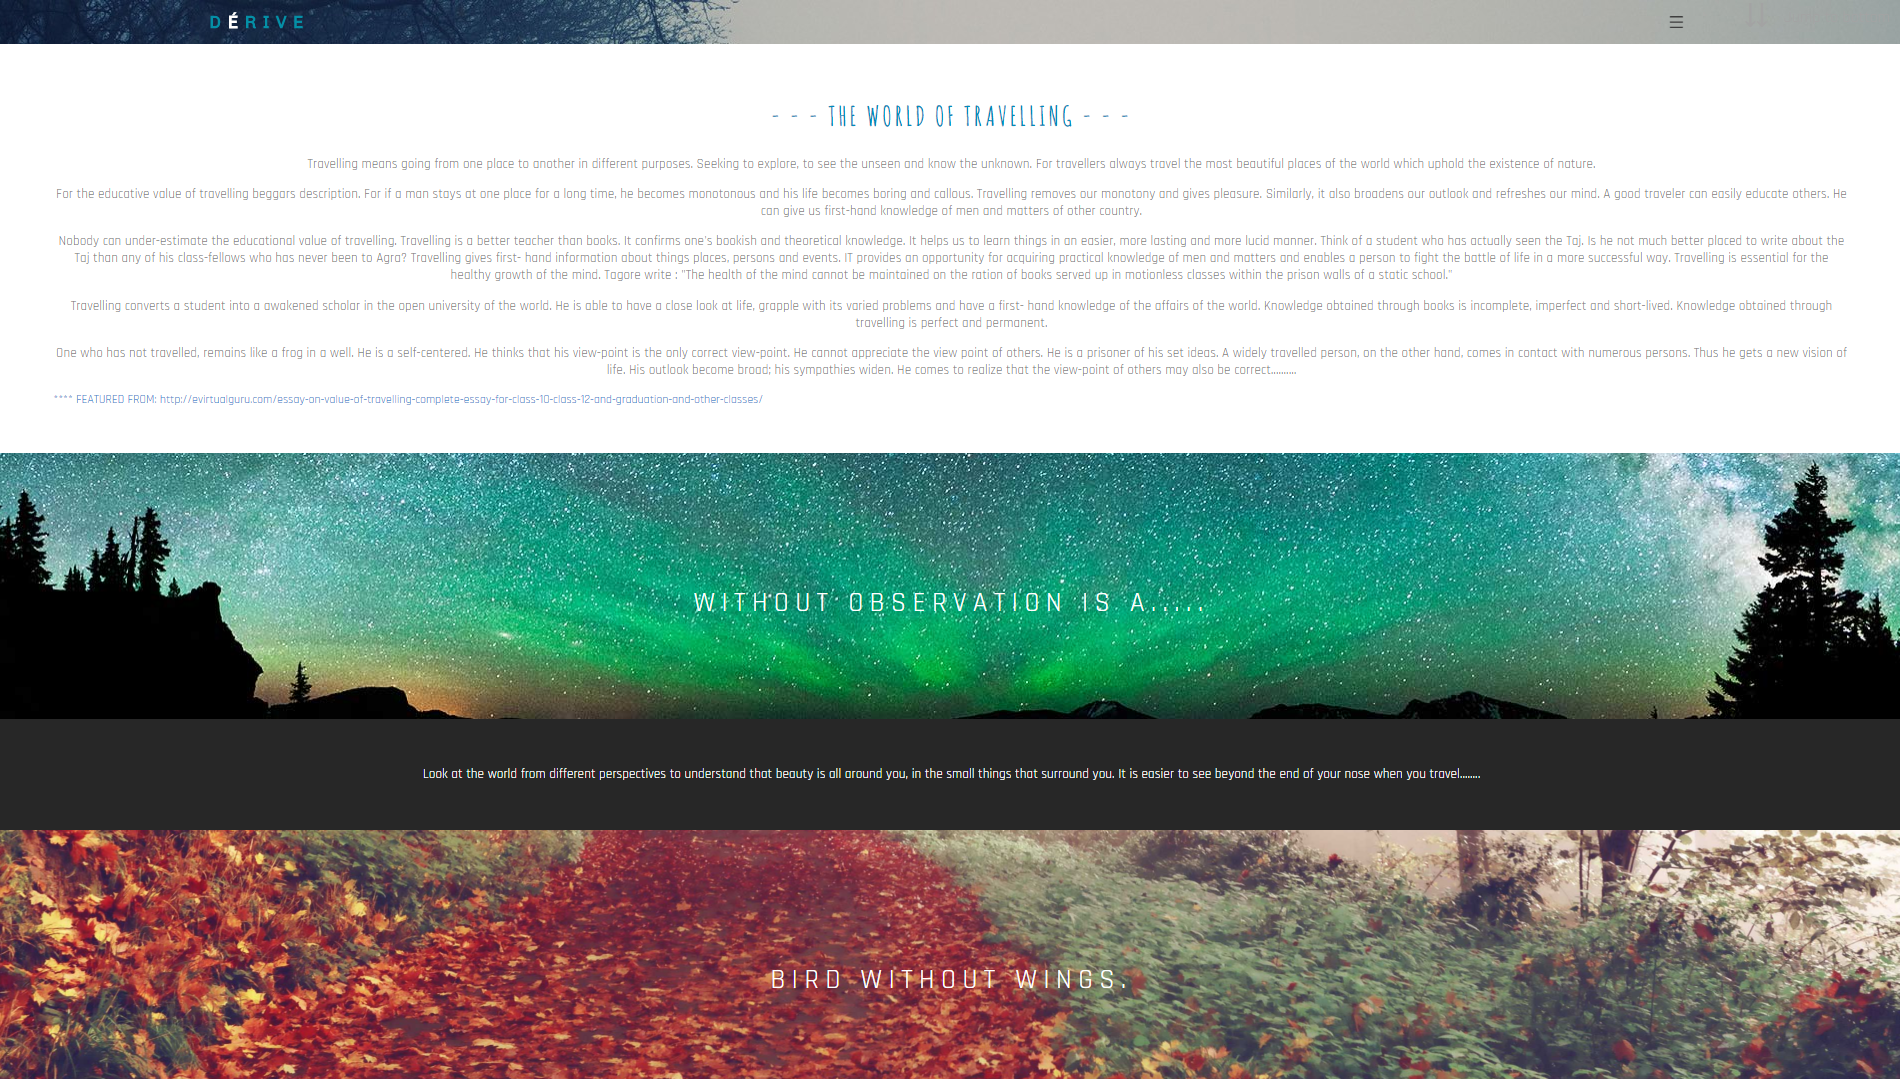 DÉRIVE
- - - THE WORLD OF TRAVELLING - - -
Travelling means going from one place to another in different purposes. Seeking to explore, to see the unseen and know the unknown. For travellers always travel the most beautiful places of the world which uphold the existence of nature.
For the educative value of travelling beggars description. For if a man stays at one place for a long time, he becomes monotonous and his life becomes boring and callous. Travelling removes our monotony and gives pleasure. Similarly, it also broadens our outlook and refreshes our mind. A good traveler can easily educate others. He
can give us first-hand knowledge of men and matters of other country.
Nobody can under-estimate the educational value of travelling. Travelling is a better teacher than books. It confirms one's bookish and theoretical knowledge. It helps us to learn things in an easier, more lasting and more lucid manner. Think of a student who has actually seen the Taj. Is he not much better placed to write about the
Taj than any of his class-fellows who has never been to Agra? Travelling gives first- hand information about things places, persons and events. IT provides an opportunity for acquiring practical knowledge of men and matters and enables a person to fight the battle of life in a more successful way. Travelling is essential for the
healthy growth of the mind. Tagore write : "The health of the mind cannot be maintained on the ration of books served up in motionless classes within the prison walls of a static school."
Travelling converts a student into a awakened scholar in the open university of the world. He is able to have a close look at life, grapple with its varied problems and have a first- hand knowledge of the affairs of the world. Knowledge obtained through books is incomplete, imperfect and short-lived. Knowledge obtained through
travelling is perfect and permanent.
One who has not travelled, remains like a frog in a well. He is a self-centered. He thinks that his view-point is the only correct view-point. He cannot appreciate the view point of others. He is a prisoner of his set ideas. A widely travelled person, on the other hand, comes in contact with numerous persons. Thus he gets a new vision of
life. His outlook become broad; his sympathies widen. He comes to realize that the view-point of others may also be correct..........
**** FEATURED FROM: http://evirtualguru.com/essay-on-value-of-travelling-complete-essay-for-class-10-class-12-and-graduation-and-other-classes/
WITHOUT OBSERVATION IS A.....
Look at the world from different perspectives to understand that beauty is all around you, in the small things that surround you. It is easier to see beyond the end of your nose when you travel........
BIRD WITHOUT WINGS.